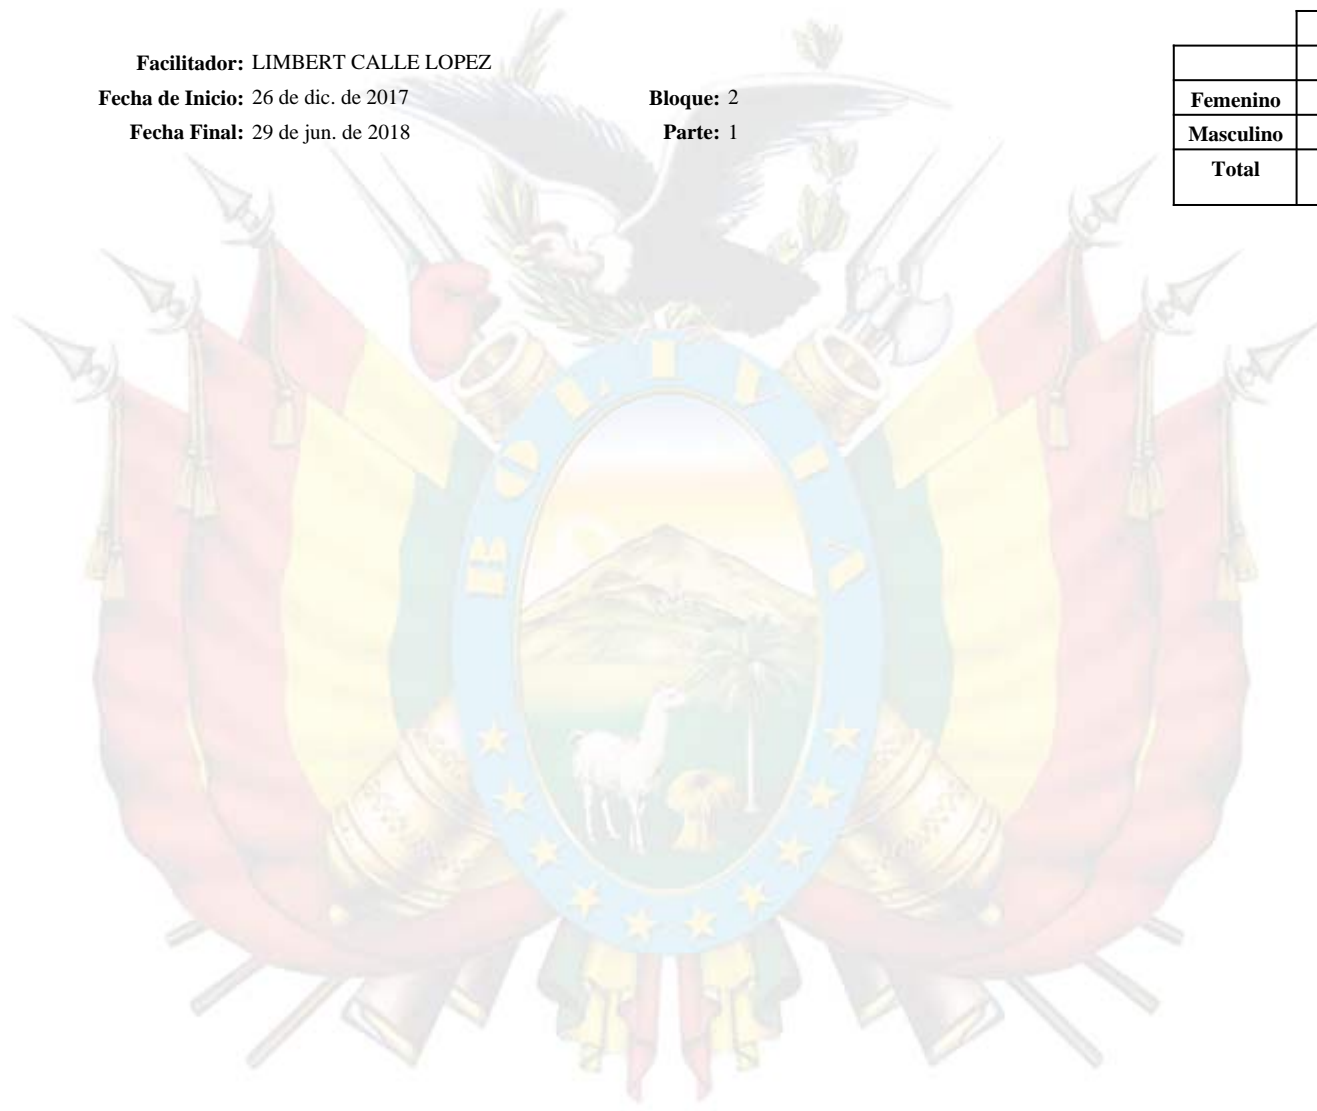 Facilitador: LIMBERT CALLE LOPEZ
Fecha de Inicio: 26 de dic. de 2017 Bloque: 2
Fecha Final: 29 de jun. de 2018 Parte: 1
Femenino
Masculino
Total
BOLIVIA